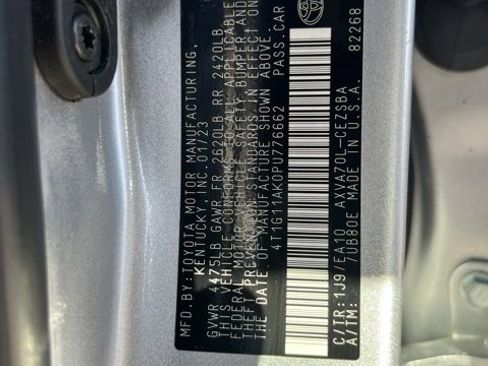 MFD.BY:TOYOTA MOTOR MANUFACTURING,
KENTUCKY, INC.01/23
GVWR 4475LB GAWR FR 2620LB RR 2420LB
THIS VEHICLE CONFORMS TO ALL APPLICABLE
FEDERAL MOTOR VEHICLE SAFETY, BUMPER AND
THEFT PREVENTION STANDARDS IN EFFECT ON
THE DATE OF MANUFACTURE SHOWN ABOVE.
4T1G11AK0PU776662 PASS.CAR
C/TR:1J9/EA10 AXVA70L-CEZSBA
A/TM: 7UB80E MADE IN U.S.A. 82268